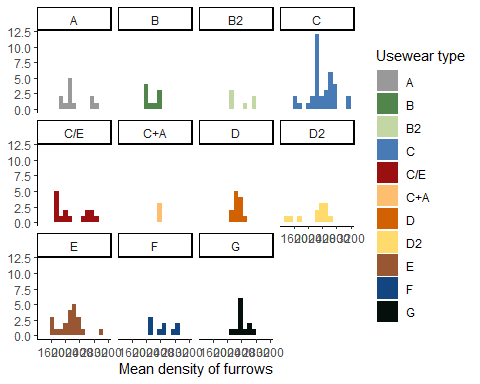 A B B2 C
12.5
10.0
7.5
5.0
2.5
0.0
C/E C+A D D2
12.5
10.0
7.5
5.0
2.5
0.0
E F G
12.5
10.0
7.5
5.0
2.5
0.0
Mean density of furrows
Usewear type
A
B
B2
C
C/E
C+A
D
D2
E
F
G